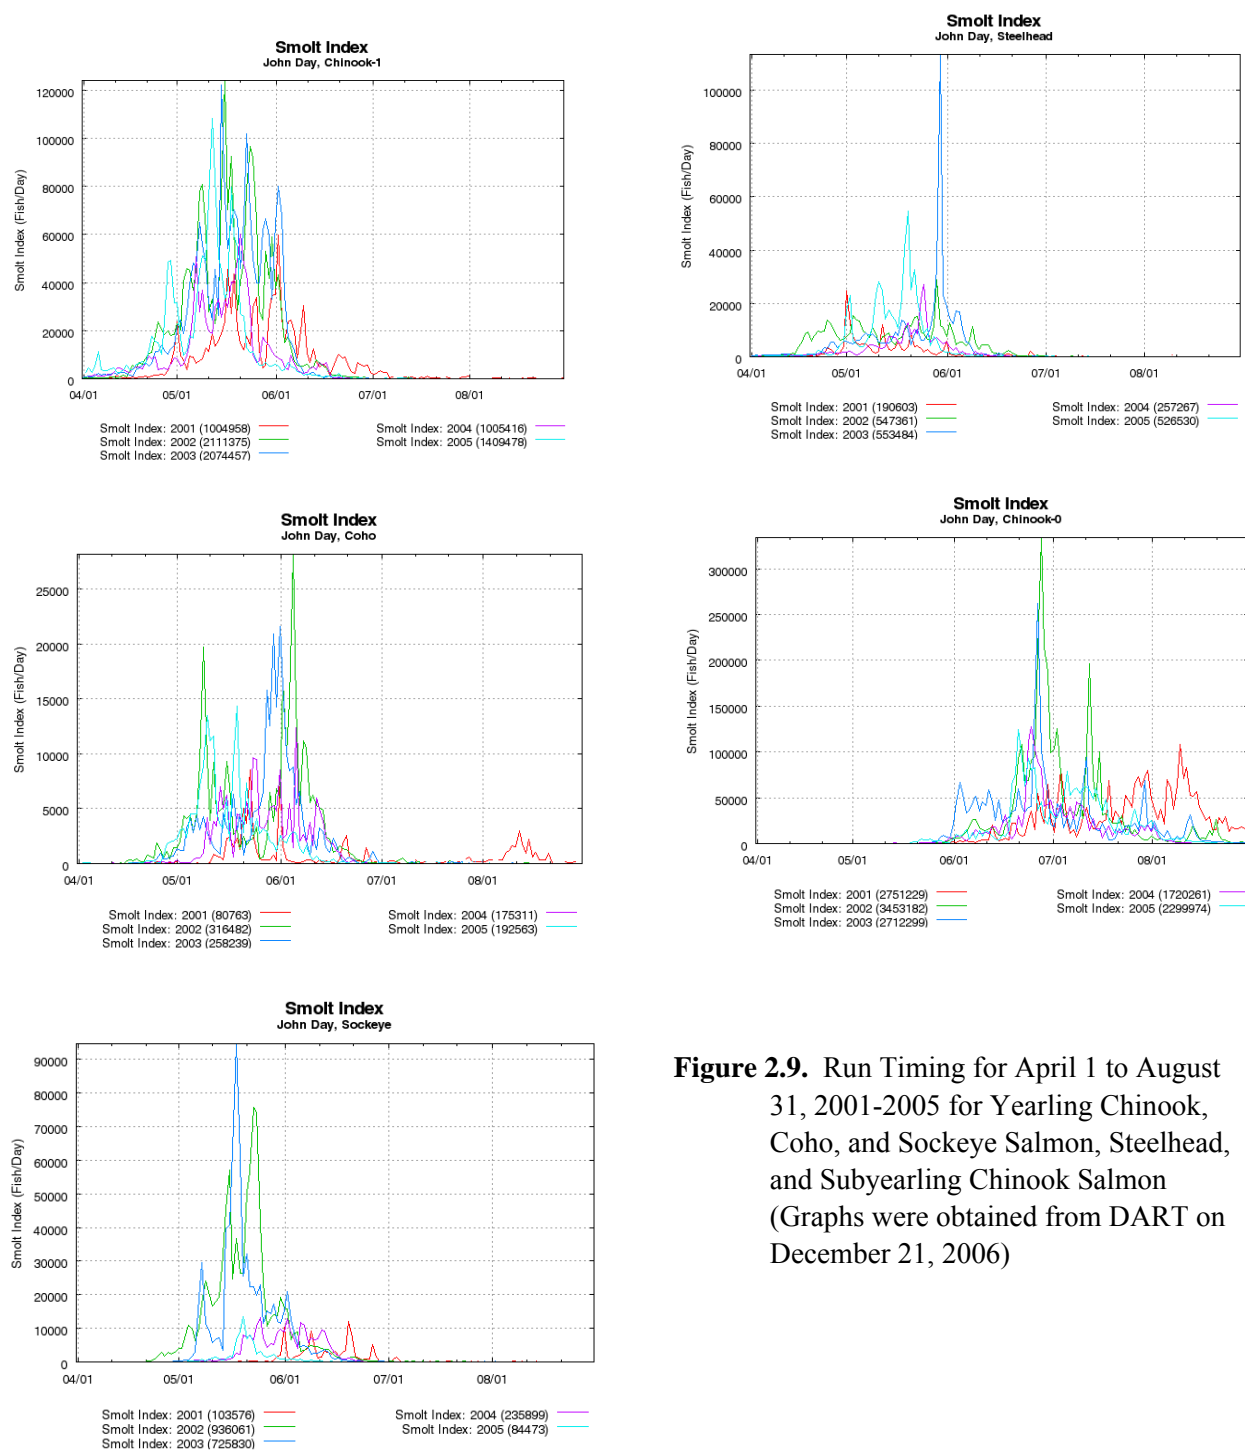 Smolt Index
John Day, Chinook-1
Smolt Index (Fish/Day)
120000
100000
80000
60000
40000
20000
0
04/01 05/01 06/01 07/01 08/01
Smolt Index: 2001 (1004958)
Smolt Index: 2002 (2111375)
Smolt Index: 2003 (2074457)
Smolt Index: 2004 (1005416)
Smolt Index: 2005 (1409478)
Smolt Index
John Day, Steelhead
Smolt Index (Fish/Day)
100000
80000
60000
40000
20000
0
04/01 05/01 06/01 07/01 08/01
Smolt Index: 2001 (190603)
Smolt Index: 2002 (547361)
Smolt Index: 2003 (553484)
Smolt Index: 2004 (257267)
Smolt Index: 2005 (526530)
Smolt Index
John Day, Coho
Smolt Index (Fish/Day)
25000
20000
15000
10000
5000
0
04/01 05/01 06/01 07/01 08/01
Smolt Index: 2001 (80763)
Smolt Index: 2002 (316482)
Smolt Index: 2003 (258239)
Smolt Index: 2004 (175311)
Smolt Index: 2005 (192563)
Smolt Index
John Day, Chinook-0
Smolt Index (Fish/Day)
300000
250000
200000
150000
100000
50000
0
04/01 05/01 06/01 07/01 08/01
Smolt Index: 2001 (2751229)
Smolt Index: 2002 (3453182)
Smolt Index: 2003 (2712299)
Smolt Index: 2004 (1720261)
Smolt Index: 2005 (2299974)
Smolt Index
John Day, Sockeye
Smolt Index (Fish/Day)
90000
80000
70000
60000
50000
40000
30000
20000
10000
0
04/01 05/01 06/01 07/01 08/01
Smolt Index: 2001 (103576)
Smolt Index: 2002 (936061)
Smolt Index: 2003 (725830)
Smolt Index: 2004 (235899)
Smolt Index: 2005 (84473)
Figure 2.9. Run Timing for April 1 to August
31, 2001-2005 for Yearling Chinook,
Coho, and Sockeye Salmon, Steelhead,
and Subyearling Chinook Salmon
(Graphs were obtained from DART on
December 21, 2006)